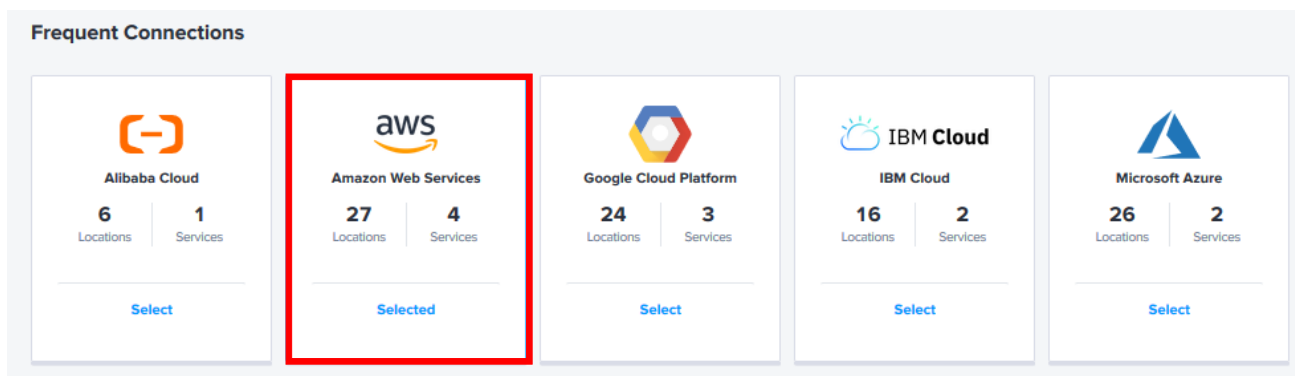 Frequent Connections
aws
IBM Cloud
Alibaba Cloud
Amazon Web Services
Google Cloud Platform
IBM Cloud
Microsoft Azure
6 1
27 4
24 3
16 2
26 2
Locations Services
Locations Services
Locations Services
Locations Services
Locations Services
Select
Selected
Select
Select
Select